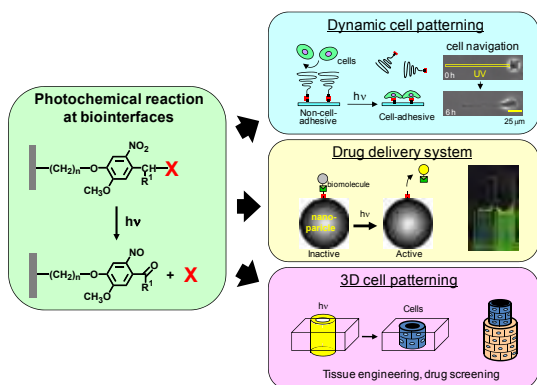 Photochemical reaction
at biointerfaces
NO2
(CH2)n
O
CH
X
CH3O
R1
hν
NO
(CH2)n
O
O
+ X
CH3O
R1
Dynamic cell patterning
cells
hν
Non-cell-
adhesive
Cell-adhesive
cell navigation
0 h
UV
6 h
25 μm
Drug delivery system
biomolecule
nano-
particle
hν
Inactive
Active
3D cell patterning
hν
Cells
Tissue engineering, drug screening